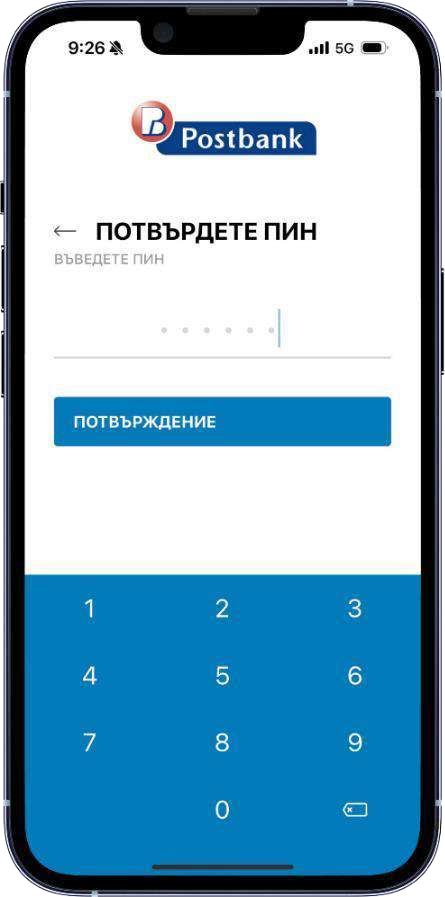 9:26 5G
Postbank
ПОТВЪРДЕТЕ ПИН
ВЪВЕДЕТЕ ПИН
ПОТВЪРЖДЕНИЕ
1 2 3
4 5 6
7 8 9
0